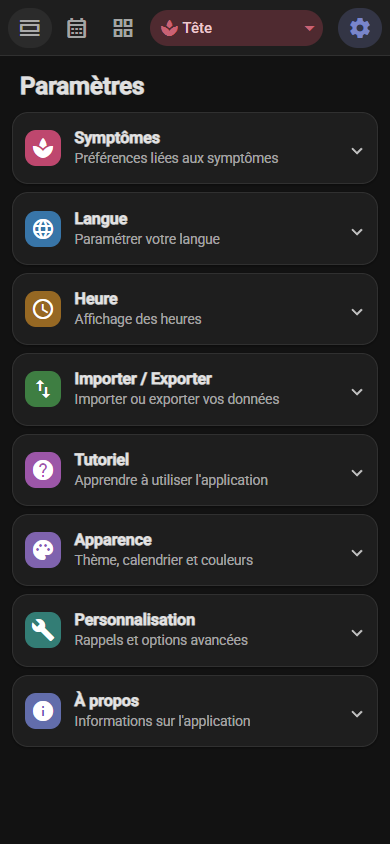 Tête
Paramètres
Symptômes
Préférences liées aux symptômes
Langue
Paramétrer votre langue
Heure
Affichage des heures
Importer / Exporter
Importer ou exporter vos données
Tutoriel
Apprendre à utiliser l'application
Apparence
Thème, calendrier et couleurs
Personnalisation
Rappels et options avancées
À propos
Informations sur l'application